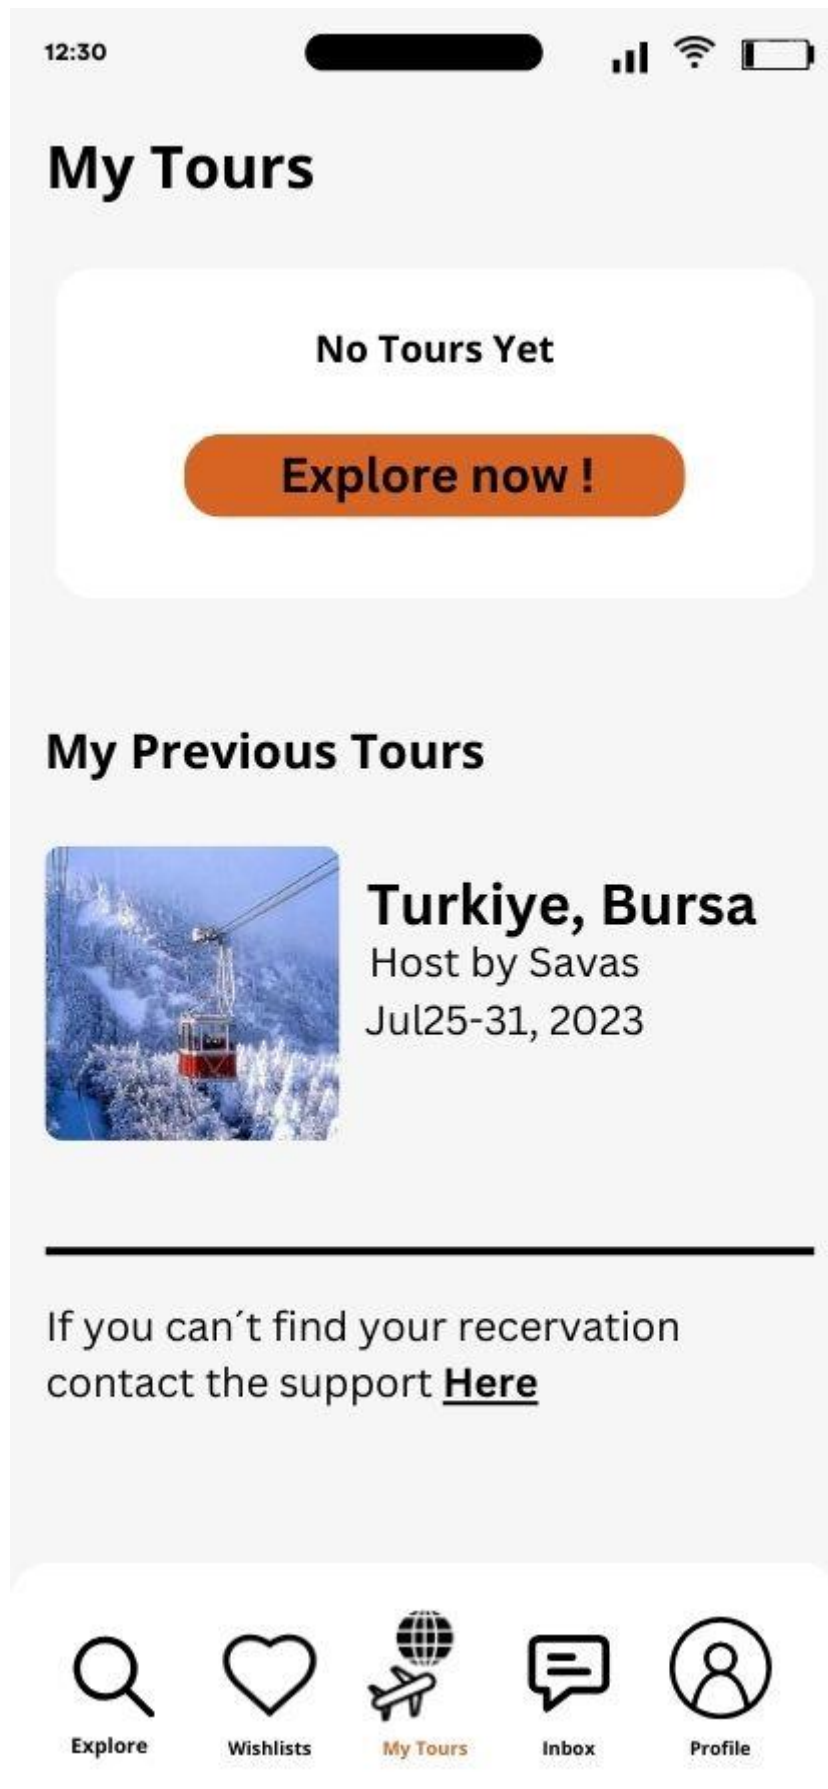 12:30
My Tours
No Tours Yet
Explore now !
My Previous Tours
Turkiye, Bursa
Host by Savas
Jul25-31, 2023
If you can´t find your recervation
contact the support Here
Explore
Wishlists
My Tours
Inbox
Profile